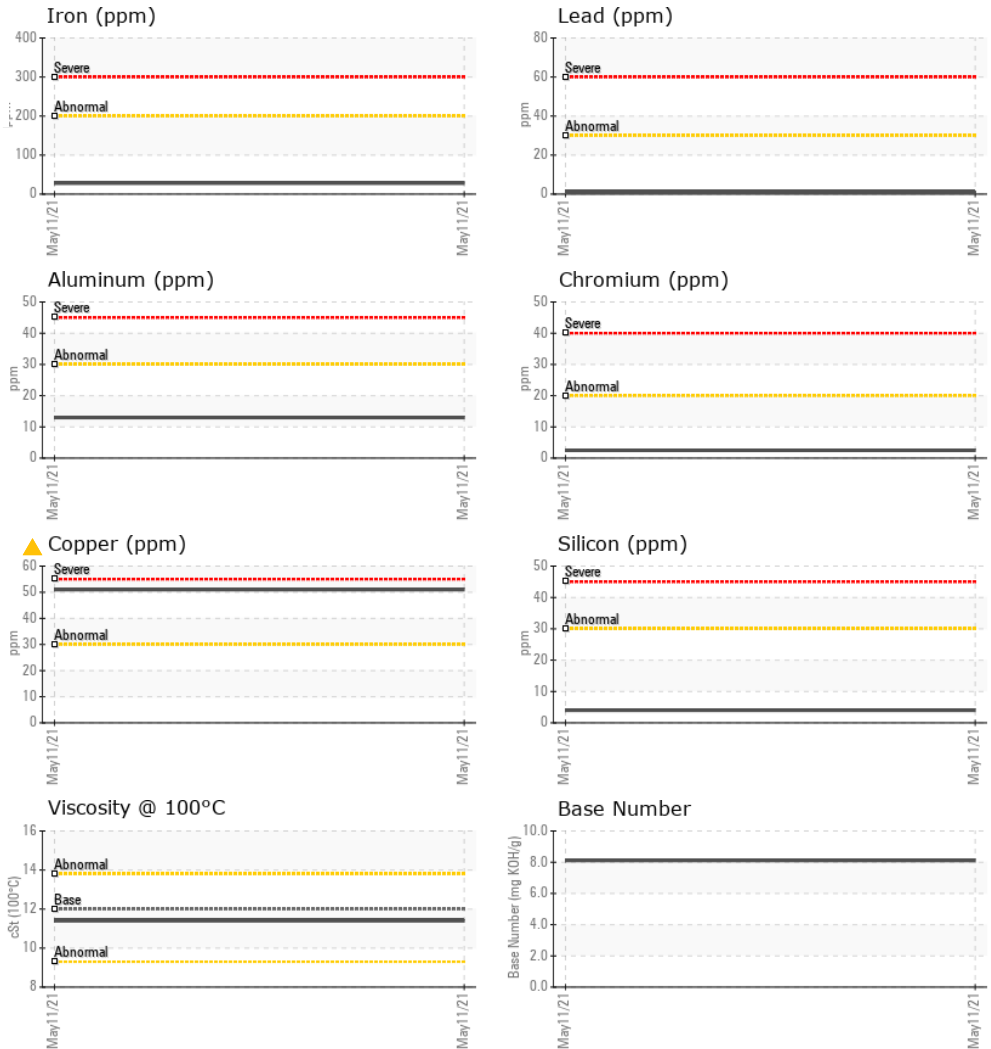 Iron (ppm)
400
300
200
100
0
ppm
Severe
Abnormal
May11/21
May11/21
Lead (ppm)
80
60
40
20
0
ppm
Severe
Abnormal
May11/21
May11/21
Aluminum (ppm)
50
40
30
20
10
0
ppm
Severe
Abnormal
May11/21
May11/21
Chromium (ppm)
50
40
30
20
10
0
ppm
Severe
Abnormal
May11/21
May11/21
Copper (ppm)
60
50
40
30
20
10
0
ppm
Severe
Abnormal
May11/21
May11/21
Silicon (ppm)
50
40
30
20
10
0
ppm
Severe
Abnormal
May11/21
May11/21
Viscosity @ 100°C
16
14
12
10
8
cSt (100°C)
Abnormal
Base
Abnormal
May11/21
May11/21
Base Number
10.0
8.0
6.0
4.0
2.0
0.0
Base Number (mg KOH/g)
May11/21
May11/21